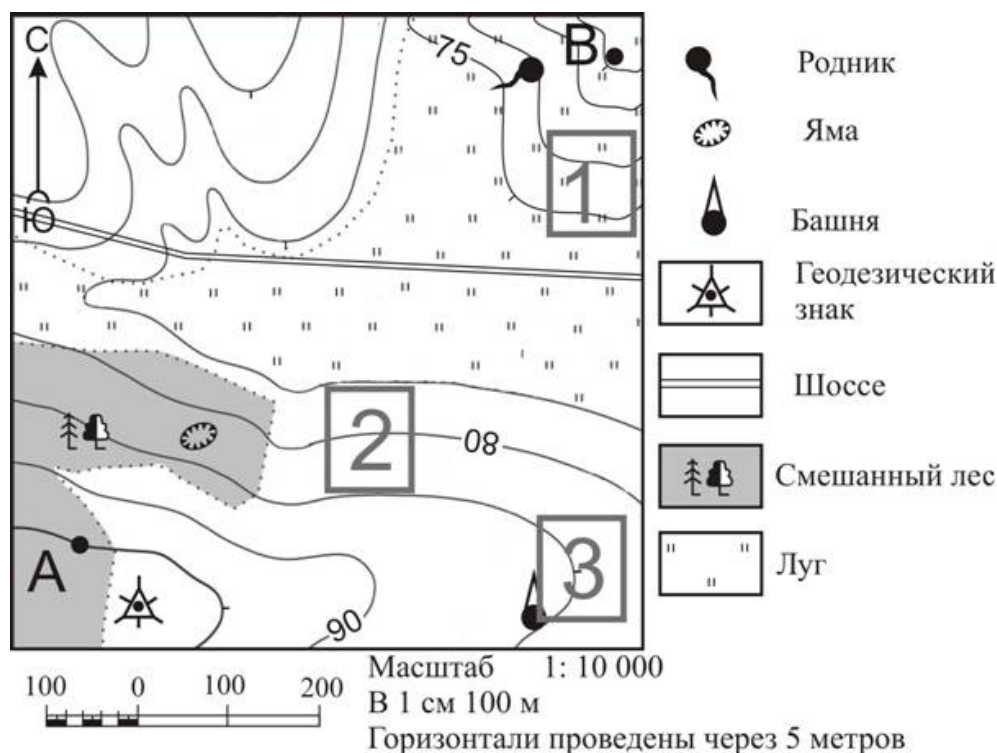 С
Ю
75
В
1
2
80
3
А
90
Родник
Яма
Башня
Геодезический
знак
Шоссе
Смешанный лес
Луг
100 0 100 200
Масштаб 1: 10 000
В 1 см 100 м
Горизонтали проведены через 5 метров